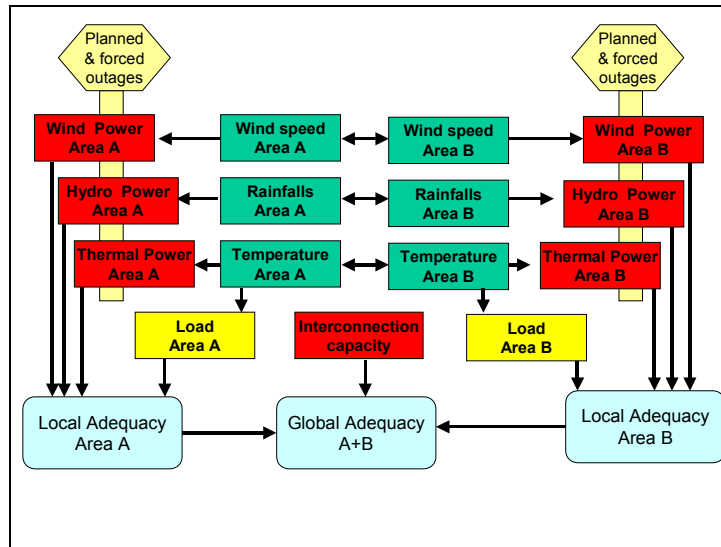 Planned
& forced
outages
Planned
& forced
outages
Wind Power
Area A
Wind speed
Area A
Wind speed
Area B
Wind Power
Area B
Hydro Power
Area A
Rainfalls
Area A
Rainfalls
Area B
Hydro Power
Area B
Thermal Power
Area A
Temperature
Area A
Temperature
Area B
Thermal Power
Area B
Load
Area A
Interconnection
capacity
Load
Area B
Local Adequacy
Area A
Global Adequacy
A+B
Local Adequacy
Area B